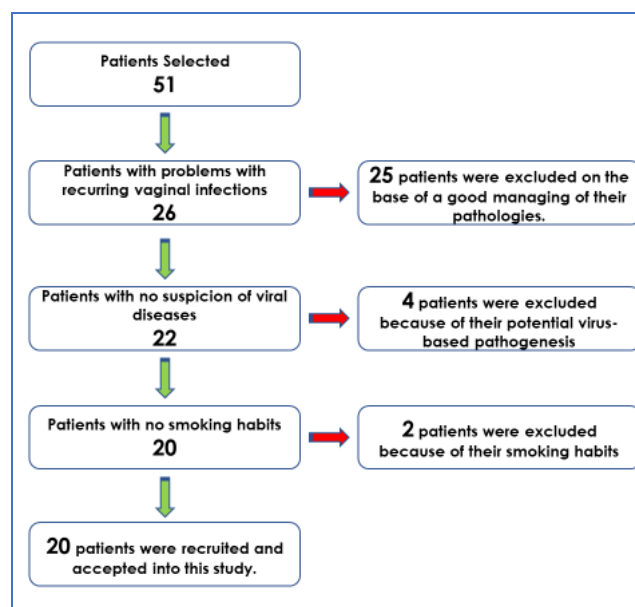 Patients Selected
51
Patients with problems with
recurring vaginal infections
26
25 patients were excluded on the
base of a good managing of their
pathologies.
Patients with no suspicion of viral
diseases
22
4
patients were excluded
because of their potential virus-
based pathogenesis
Patients with no smoking habits
20
2 patients were excluded
because of their smoking habits
20 patients were recruited and
accepted into this study.